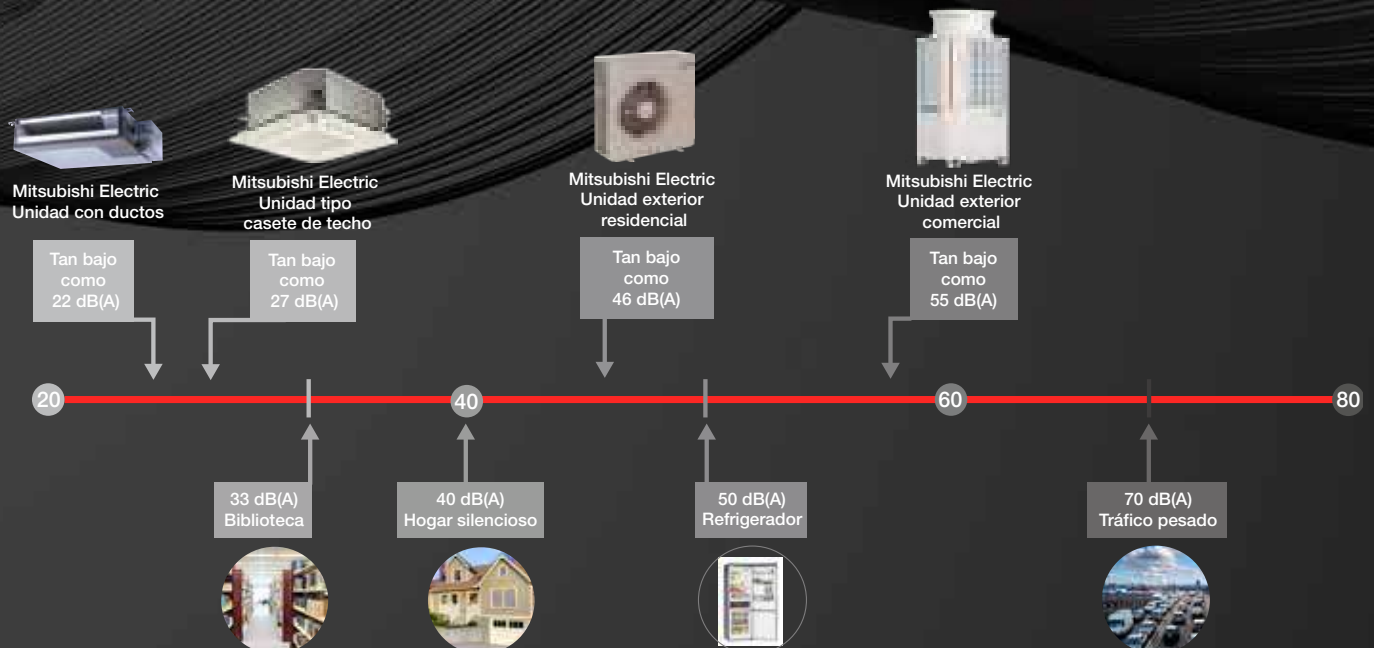 Mitsubishi Electric
Unidad con ductos
Mitsubishi Electric
Unidad tipo
casete de techo
Mitsubishi Electric
Unidad exterior
residencial
Mitsubishi Electric
Unidad exterior
comercial
Tan bajo
como
22 dB(A)
Tan bajo
como
27 dB(A)
Tan bajo
como
46 dB(A)
Tan bajo
como
55 dB(A)
20
40
60
80
33 dB(A)
Biblioteca
40 dB(A)
Hogar silencioso
50 dB(A)
Refrigerador
70 dB(A)
Tráfico pesado